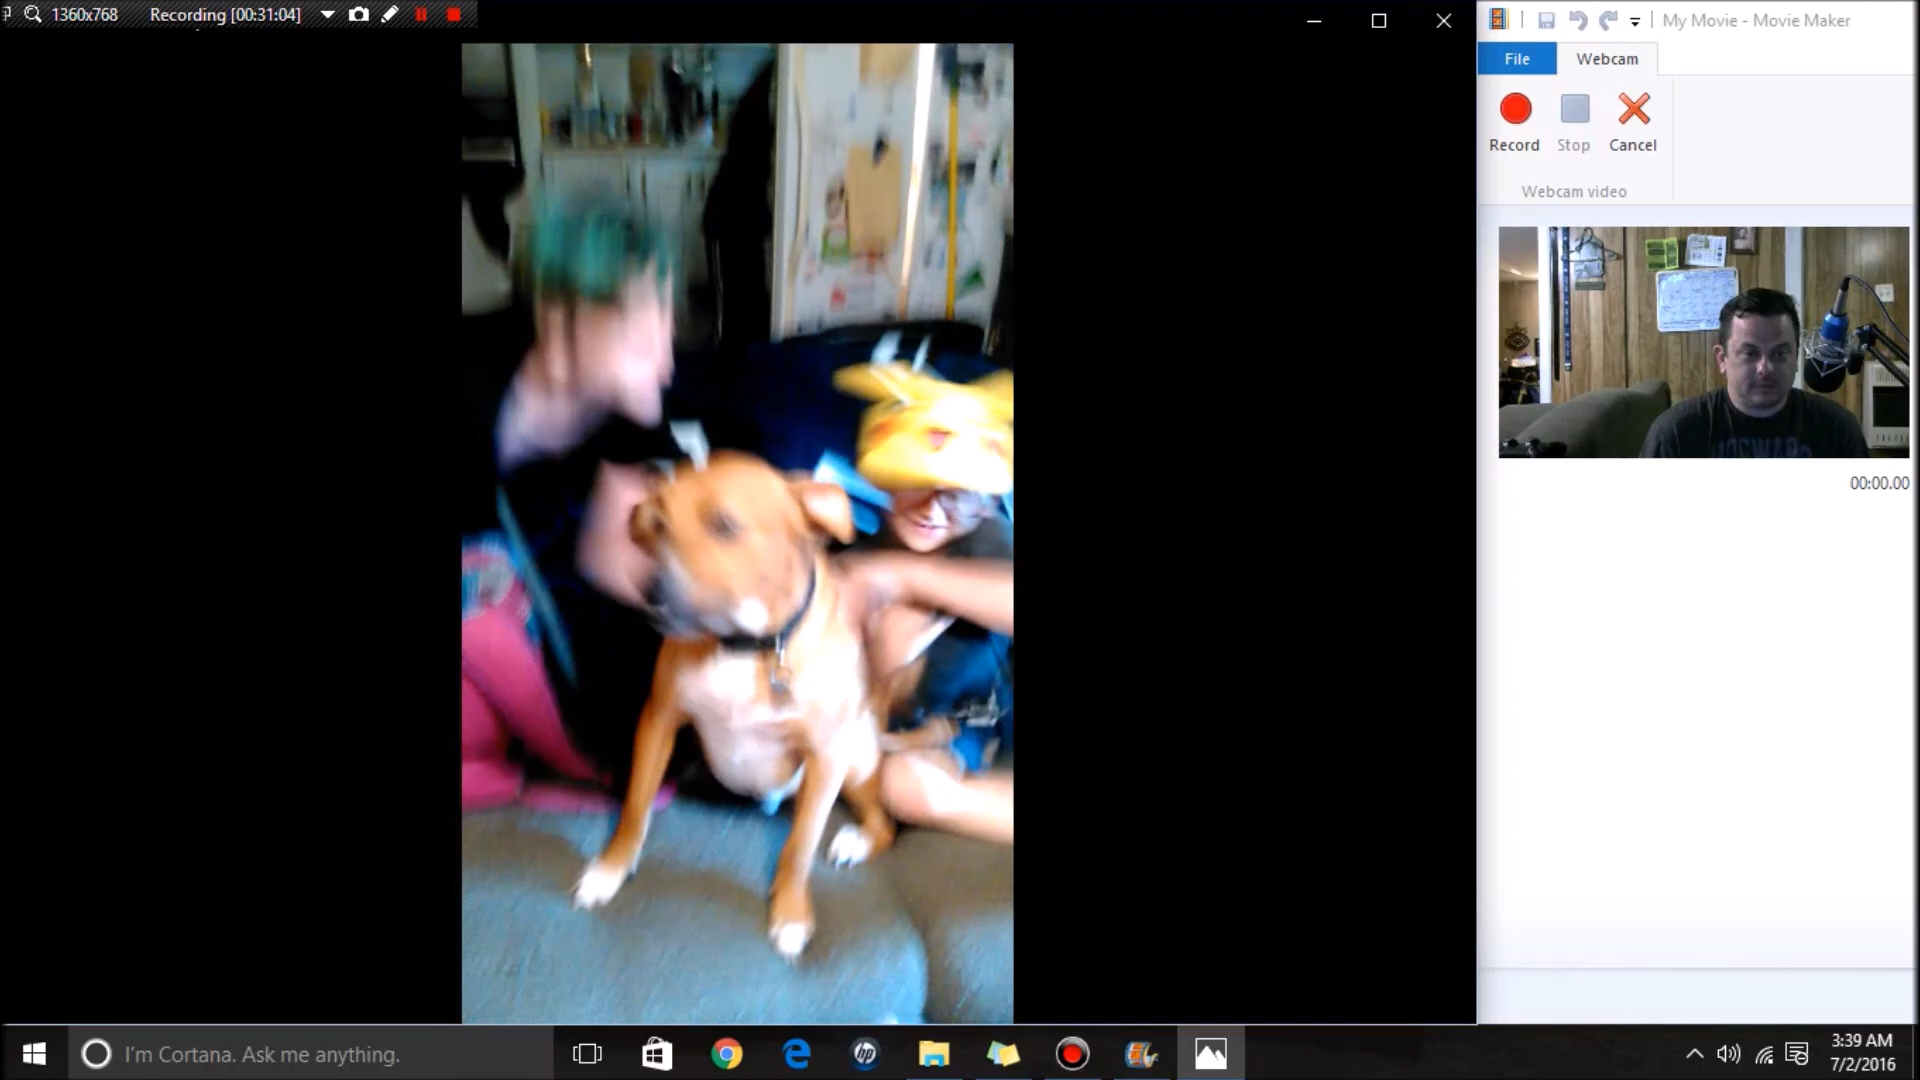 1360x768 Recording [00:31:04]
My Movie - Movie Maker
File Webcam
Record Stop Cancel
Webcam video
00:00.00
I'm Cortana. Ask me anything.
hp
3:39 AM
7/2/2016